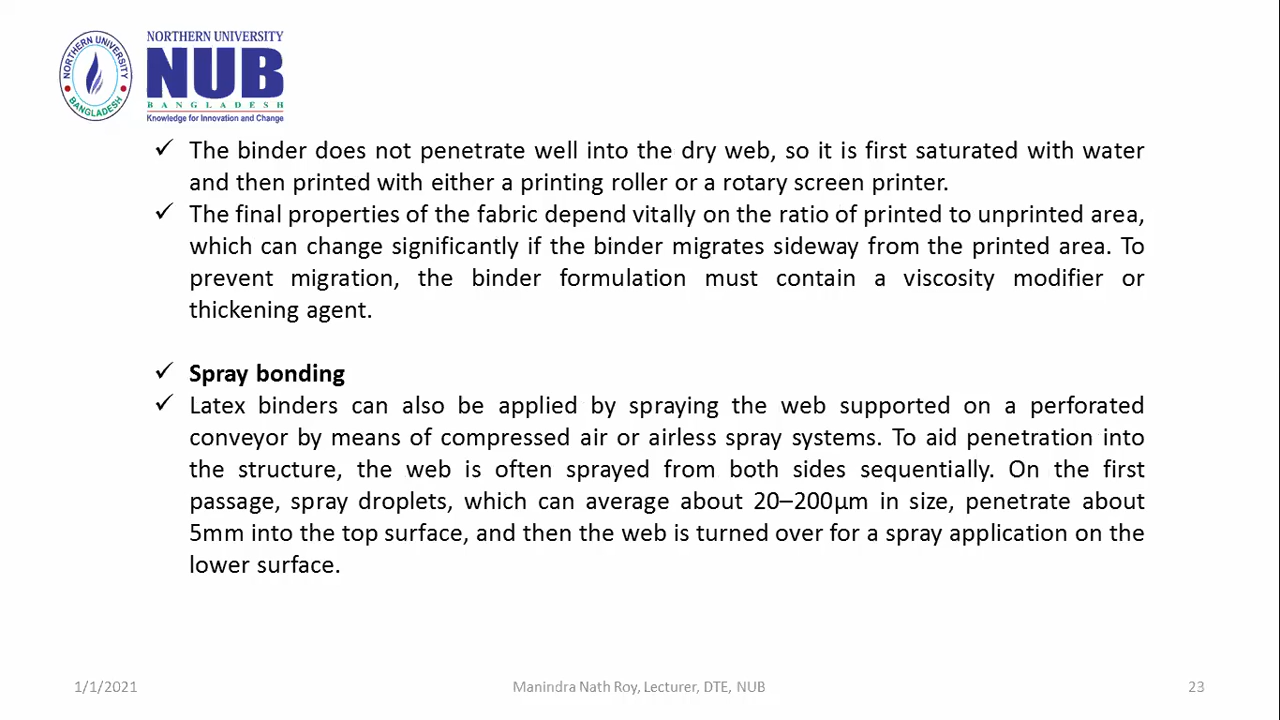 NORTHERN UNIVERSITY
BANGLADESH
NORTHERN UNIVERSITY
NUB
BANGLADESH
Knowledge for Innovation and Change
✓ The binder does not penetrate well into the dry web, so it is first saturated with water
and then printed with either a printing roller or a rotary screen printer.
✓ The final properties of the fabric depend vitally on the ratio of printed to unprinted area,
which can change significantly if the binder migrates sideway from the printed area. To
prevent migration, the binder formulation must contain a viscosity modifier or
thickening agent.
✓ Spray bonding
✓ Latex binders can also be applied by spraying the web supported on a perforated
conveyor by means of compressed air or airless spray systems. To aid penetration into
the structure, the web is often sprayed from both sides sequentially. On the first
passage, spray droplets, which can average about 20–200μm in size, penetrate about
5mm into the top surface, and then the web is turned over for a spray application on the
lower surface.
1/1/2021
Manindra Nath Roy, Lecturer, DTE, NUB
23